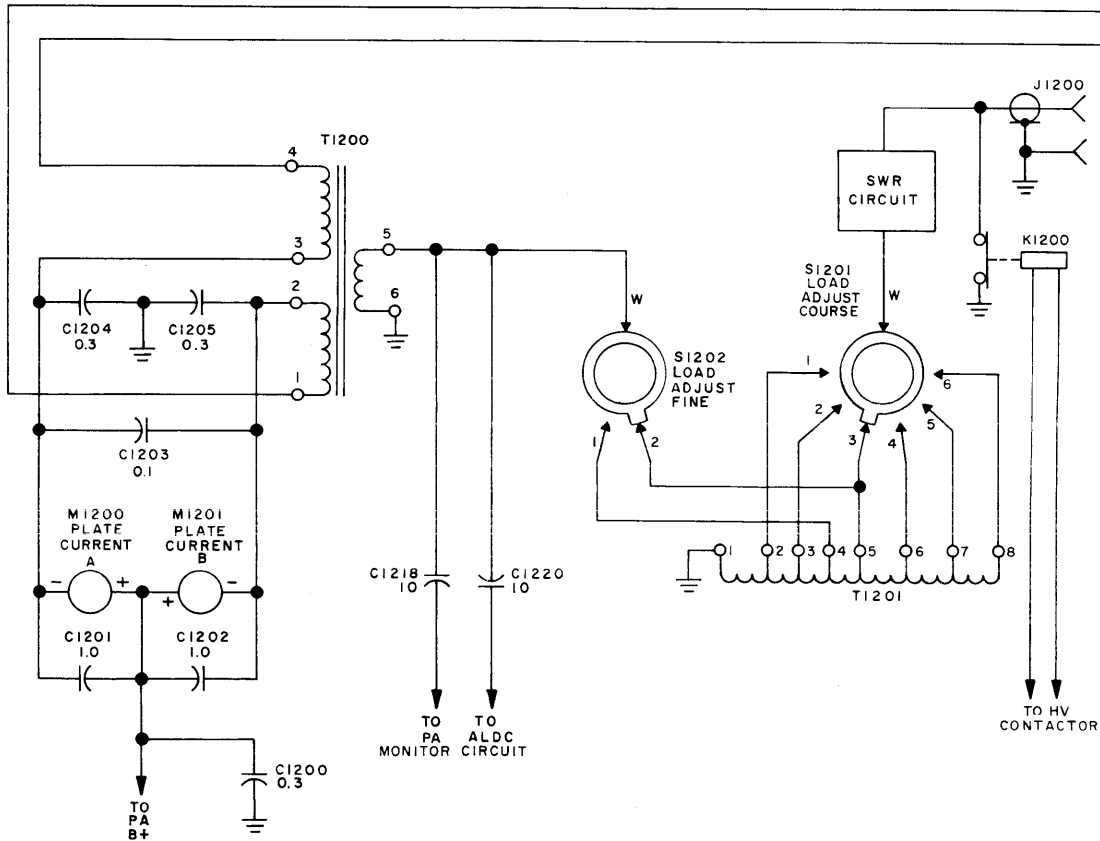 J1200
T1200
4
SWR
CIRCUIT
3
5
K1200
2
6
S1201
LOAD
ADJUST
COURSE
W
W
C1204
0.3
C1205
0.3
1
S1202
LOAD
ADJUST
FINE
1
2
3
4
5
6
1
2
C1203
0.1
M1200
PLATE
CURRENT
A
M1201
PLATE
CURRENT
B
- +
+ -
1 2 3 4 5 6 7 8
T1201
C1218
10
C1220
10
C1201
1.0
C1202
1.0
TO
PA
MONITOR
TO
ALDC
CIRCUIT
TO HV
CONTACTOR
C1200
0.3
TO
PA
B+